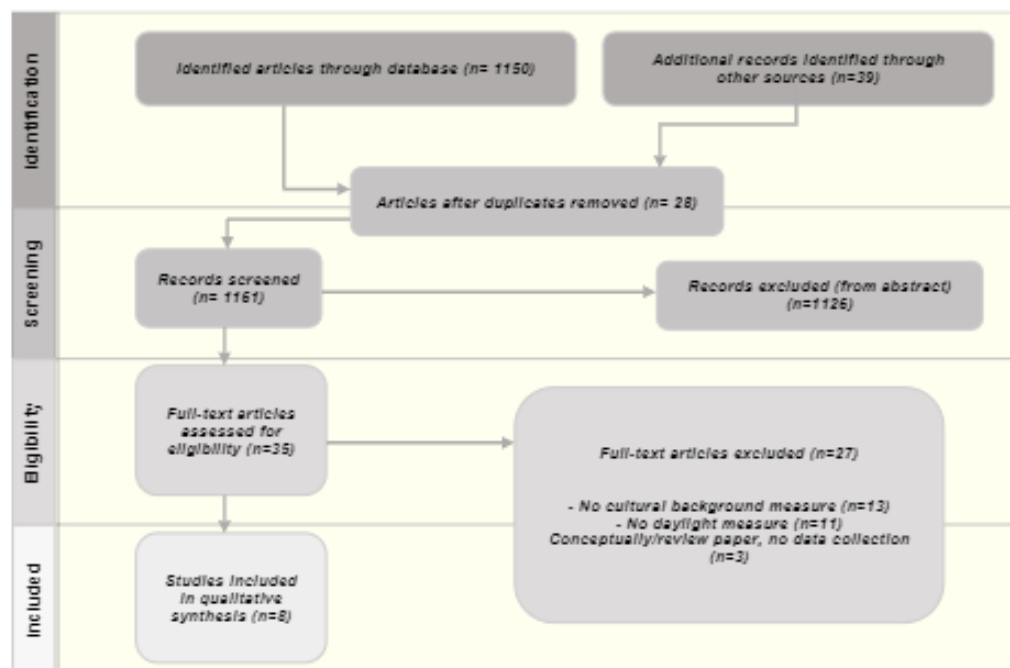 Identification
Identified articles through database (n= 1150)
Additional records identified through
other sources (n=39)
Articles after duplicates removed (n= 28)
Screening
Records screened
(n= 1161)
Records excluded (from abstract)
(n=1126)
Eligibility
Full-text articles
assessed for
eligibility (n=35)
Full-text articles excluded (n=27)
- No cultural background measure (n=13)
- No daylight measure (n=11)
Conceptually/review paper, no data collection
(n=3)
Included
Studies included
in qualitative
synthesis (n=8)